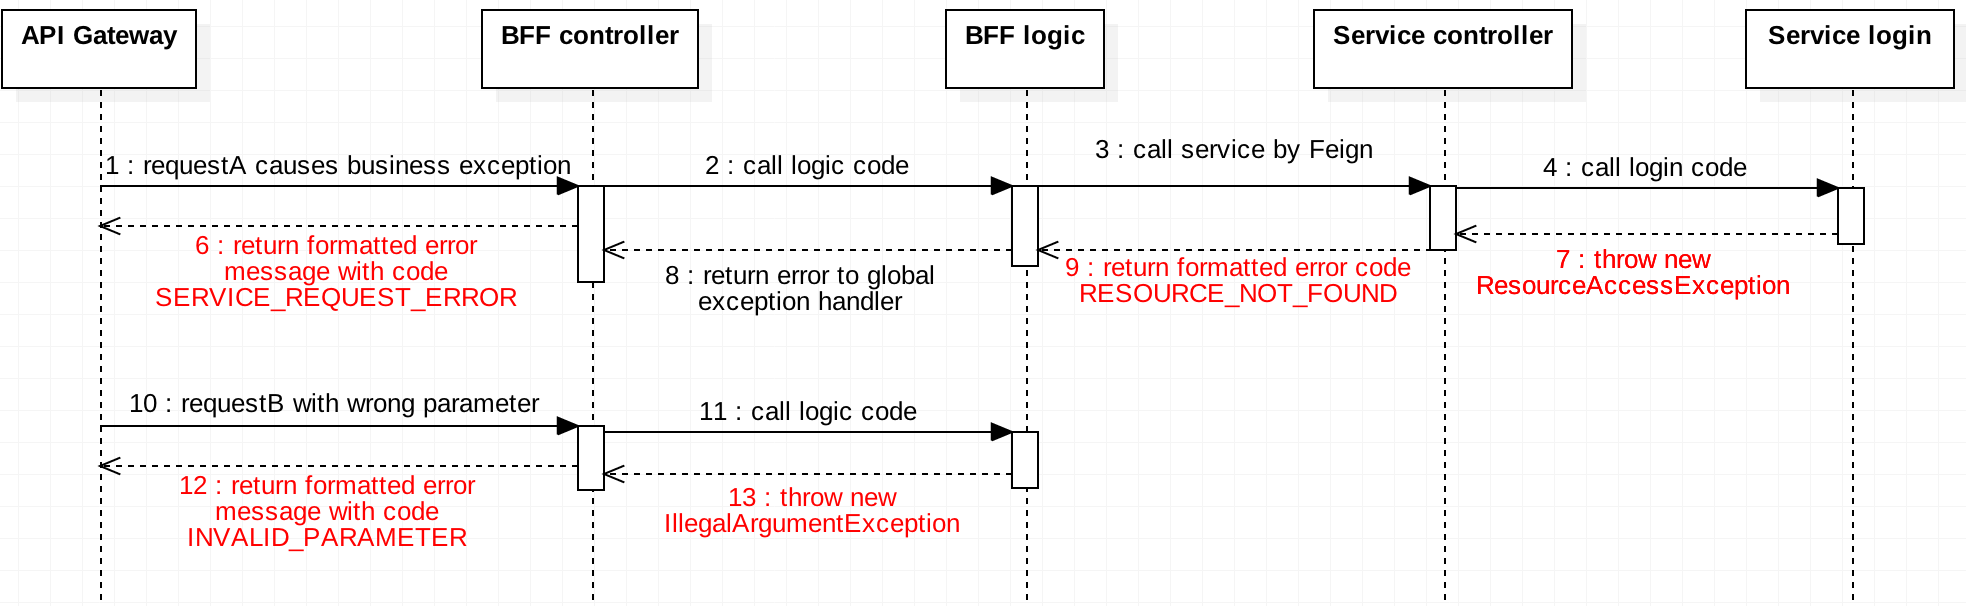 API Gateway
BFF controller
BFF logic
Service controller
Service login
1 : requestA causes business exception
2 : call logic code
3 : call service by Feign
4 : call login code
6 : return formatted error
message with code
SERVICE_REQUEST_ERROR
8 : return error to global
exception handler
9 : return formatted error code
RESOURCE_NOT_FOUND
7 : throw new
ResourceAccessException
10 : requestB with wrong parameter
11 : call logic code
12 : return formatted error
message with code
INVALID_PARAMETER
13 : throw new
IllegalArgumentException